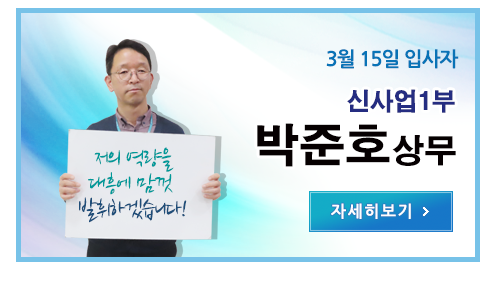 3월 15일 입사자
신사업1부
박준호상무
저의 역량을
대흥에 맘껏
발휘하겠습니다!
자세히보기 >